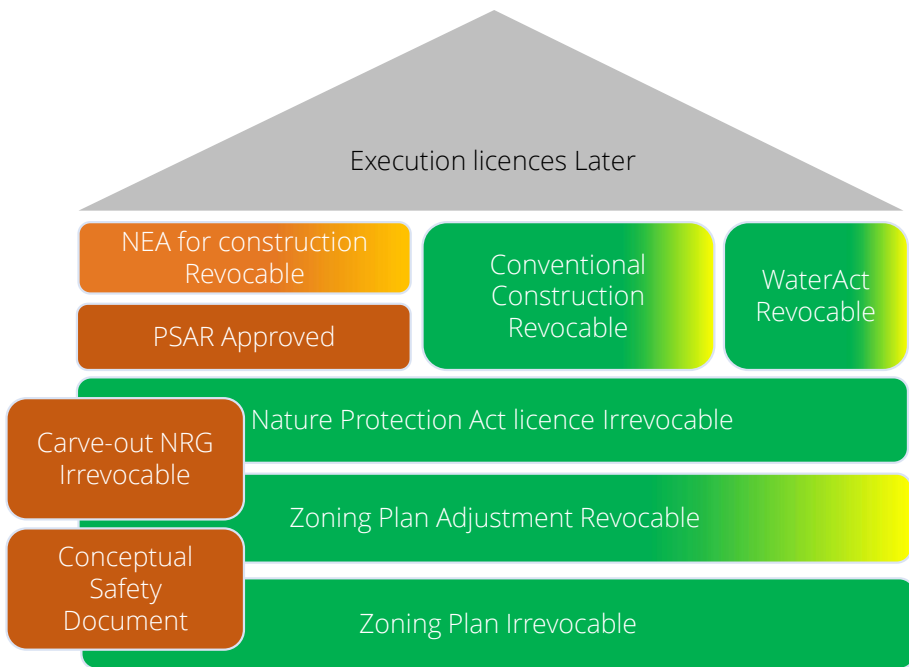 Execution licences Later
NEA for construction
Revocable
PSAR Approved
Conventional
Construction
Revocable
WaterAct
Revocable
Nature Protection Act licence Irrevocable
Carve-out NRG
Irrevocable
Zoning Plan Adjustment Revocable
Conceptual
Safety
Document
Zoning Plan Irrevocable